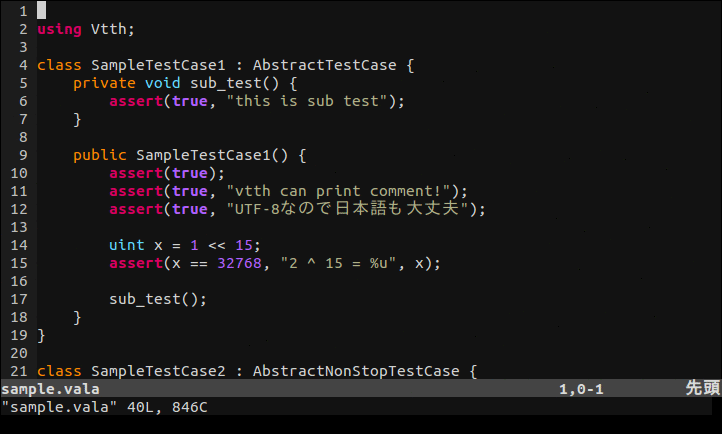 1
2 using Vtth;
3
4 class SampleTestCase1 : AbstractTestCase {
5     private void sub_test() {
6         assert(true, "this is sub test");
7     }
8
9     public SampleTestCase1() {
10         assert(true);
11         assert(true, "vtth can print comment!");
12         assert(true, "UTF-8なので日本語も大丈夫");
13
14         uint x = 1 << 15;
15         assert(x == 32768, "2 ^ 15 = %u", x);
16
17         sub_test();
18     }
19 }
20
21 class SampleTestCase2 : AbstractNonStopTestCase {
sample.vala 1,0-1 先頭
"sample.vala" 40L, 846C